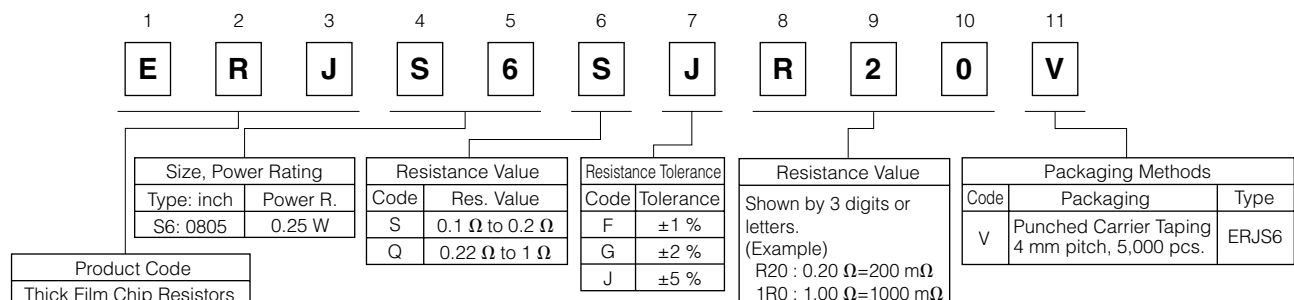 1 2 3 4 5 6 7 8 9 10 11
E R J S 6 S J R 2 0 V
Size, Power Rating
Type: inch Power R.
S6: 0805 0.25 W
Resistance Value
Code Res. Value
S 0.1 Ω to 0.2 Ω
Q 0.22 Ω to 1 Ω
Resistance Tolerance
Code Tolerance
F ±1 %
G ±2 %
J ±5 %
Resistance Value
Shown by 3 digits or
letters.
(Example)
R20 : 0.20 Ω=200 mΩ
1R0 : 1.00 Ω=1000 mΩ
Packaging Methods
Code Packaging Type
V Punched Carrier Taping
4 mm pitch, 5,000 pcs. ERJS6
Product Code
Thick Film Chip Resistors